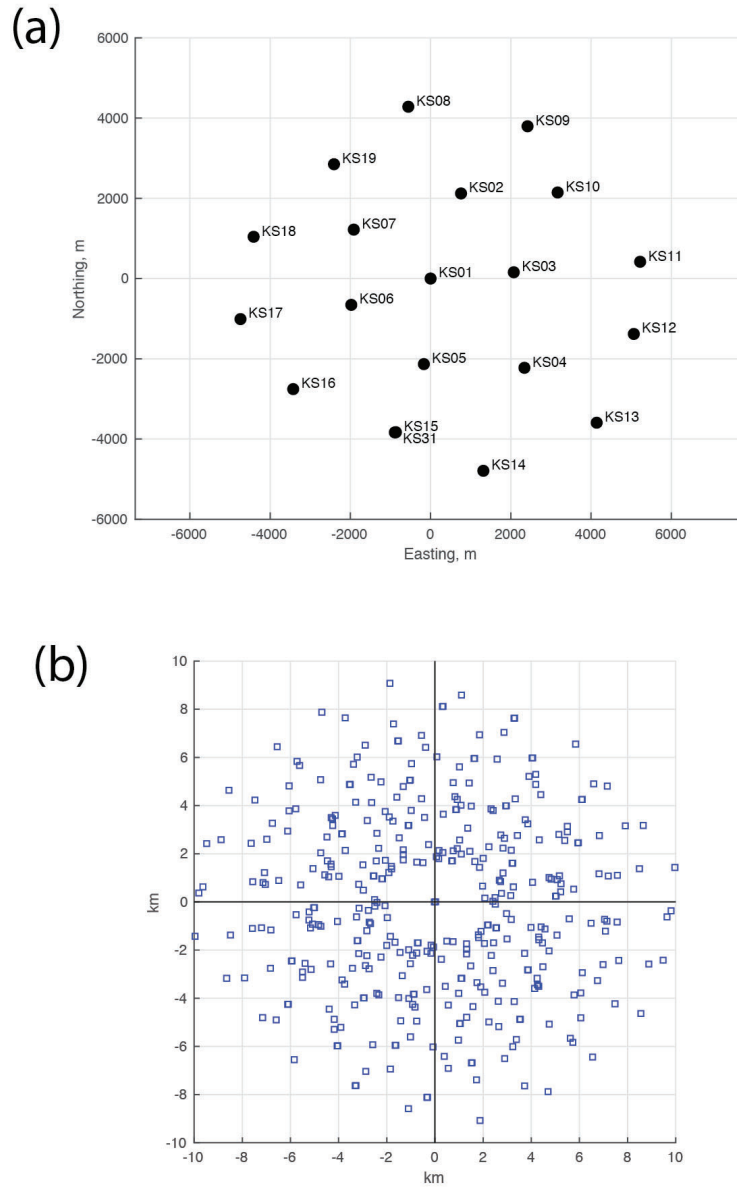 (a)
6000
4000
2000
0
-2000
-4000
-6000
Northing, m
KS08
KS09
KS19
KS02
KS10
KS07
KS18
KS11
KS03
KS01
KS06
KS17
KS12
KS05
KS04
KS16
KS13
KS15
KS31
KS14
-6000 -4000 -2000 0 2000 4000 6000
Easting, m
(b)
10
8
6
4
2
0
-2
-4
-6
-8
-10
km
-10 -8 -6 -4 -2 0 2 4 6 8 10
km